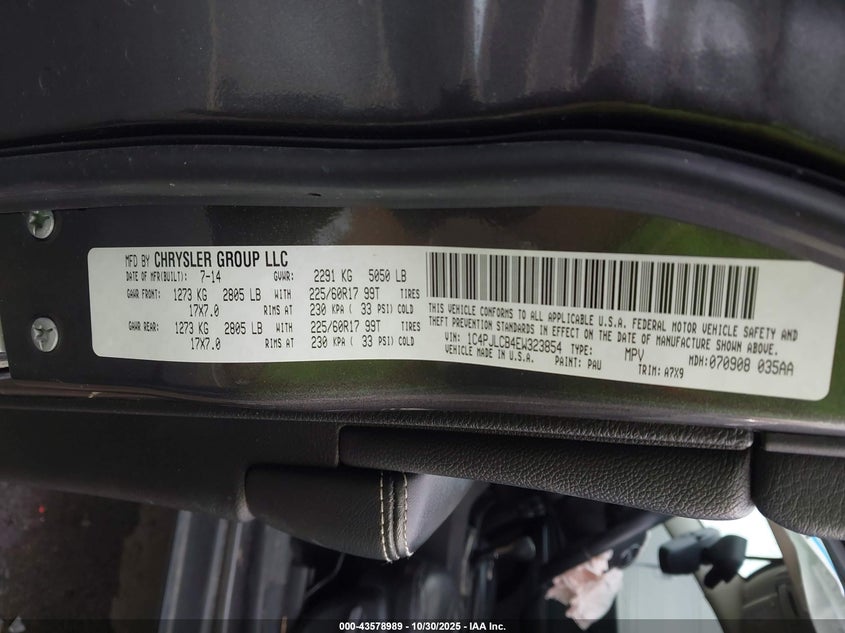 MFD BY CHRYSLER GROUP LLC
DATE OF MFR(BUILT): 7-14 GVWR: 2291 KG 5050 LB
GAWR FRONT: 1273 KG 2805 LB WITH 225/60R17 99T TIRES
17X7.0 RIMS AT 230 KPA ( 33 PSI) COLD
GAWR REAR: 1273 KG 2805 LB WITH 225/60R17 99T TIRES
17X7.0 RIMS AT 230 KPA ( 33 PSI) COLD
THIS VEHICLE CONFORMS TO ALL APPLICABLE U.S.A. FEDERAL MOTOR VEHICLE SAFETY AND
THEFT PREVENTION STANDARDS IN EFFECT ON THE DATE OF MANUFACTURE SHOWN ABOVE.
VIN: 1C4PJLCB4EW323854 TYPE: MPV MDH:070908 035AA
VEHICLE MADE IN U.S.A. PAINT: PAU TRIM: A7X9
000-43578989 - 10/30/2025 - IAA Inc.